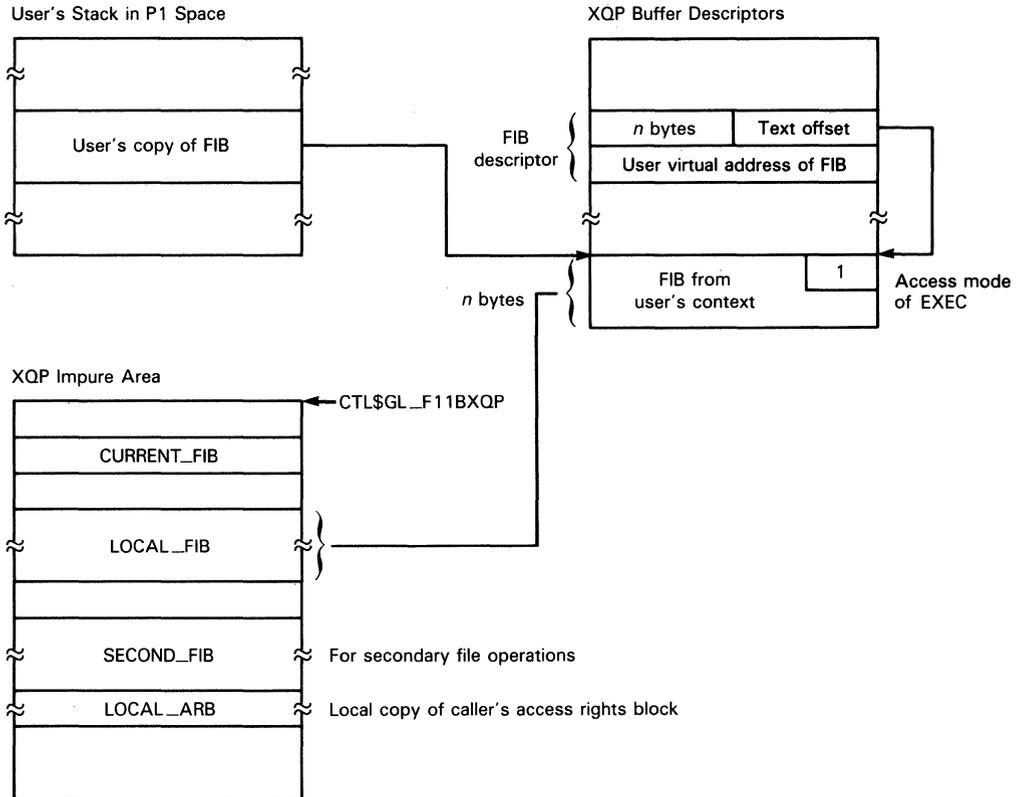 User's Stack in P1 Space
User's copy of FIB
XQP Buffer Descriptors
FIB
descriptor
n bytes
Text offset
User virtual address of FIB
n bytes
FIB from
user's context
1
Access mode
of EXEC
XQP Impure Area
CTL$GL_F11BXQP
CURRENT_FIB
LOCAL_FIB
SECOND_FIB
For secondary file operations
LOCAL_ARB
Local copy of caller's access rights block